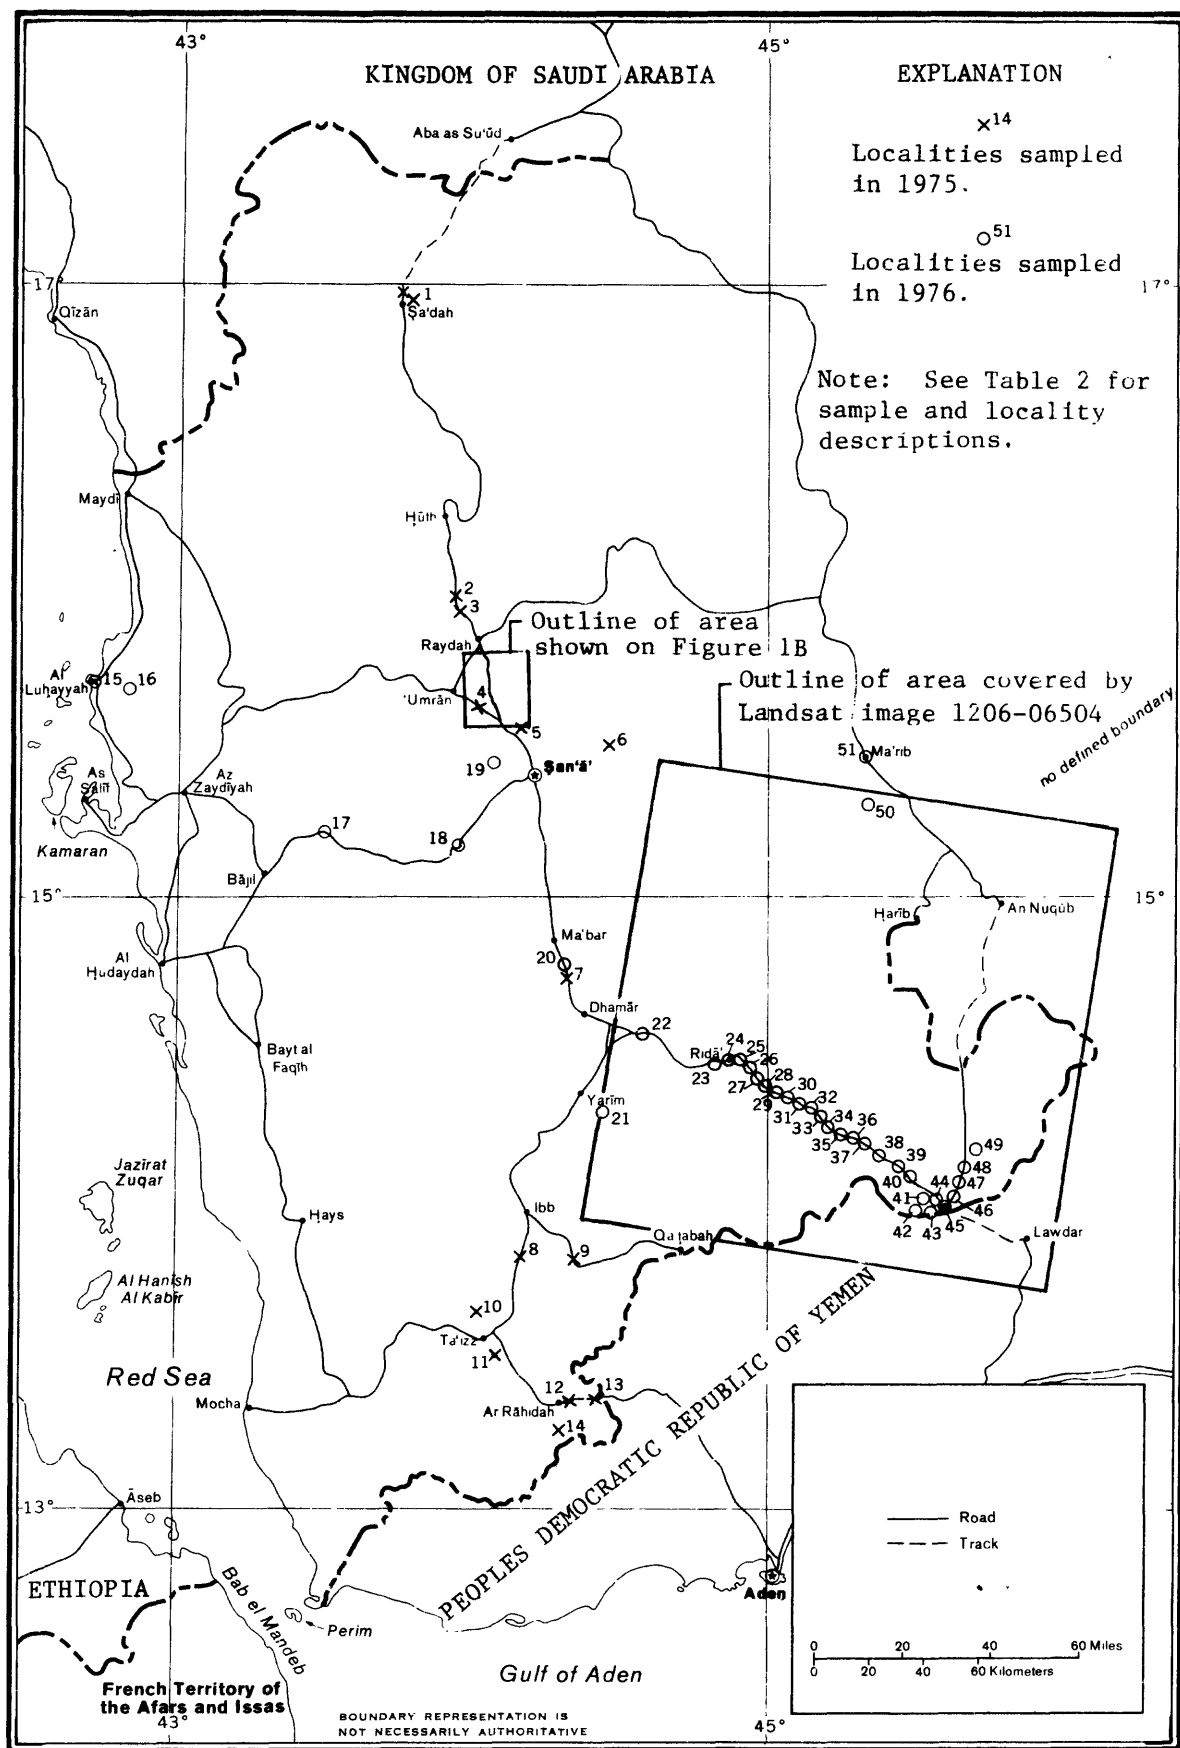 43°
45°
KINGDOM OF SAUDI ARABIA
EXPLANATION
×14
Localities sampled
in 1975.
○51
Localities sampled
in 1976.
Note: See Table 2 for
sample and locality
descriptions.
Aba as Su'ūd
17°
1
Ṣa'dah
Qīzān
Maydī
Ḥūth
2
3
Raydah
Outline of area
shown on Figure 1B
Outline of area covered by
Landsat image 1206-06504
no defined boundary
Al
Luḥayyah
15
16
'Umrān
4
5
6
19
Ṣan'ā'
51
Ma'rib
50
As
Salīf
Az
Zaydīyah
Kamaran
17
18
Bājil
15°
15°
Ḥarīb
An Nuqūb
Ma'bar
Al
Ḥudaydah
20
7
Dhamār
22
Bayt al
Faqīh
Ridā'
23
24
25
26
27
28
29
30
31
32
33
34
35
36
37
38
39
40
41
42
43
44
45
46
47
48
49
Yarīm
21
Jazīrat
Zuqar
Ḥays
Ibb
8
9
Qa'tabah
Lawdar
Al Hanish
Al Kabir
10
Ta'izz
11
Red Sea
Mocha
12
13
Ar Rāhidah
14
PEOPLES DEMOCRATIC REPUBLIC OF YEMEN
13°
Āseb
Road
Track
ETHIOPIA
Bab el Mandeb
Perim
Aden
0 20 40 60 Miles
0 20 40 60 Kilometers
Gulf of Aden
French Territory of
the Afars and Issas
43°
BOUNDARY REPRESENTATION IS
NOT NECESSARILY AUTHORITATIVE
45°